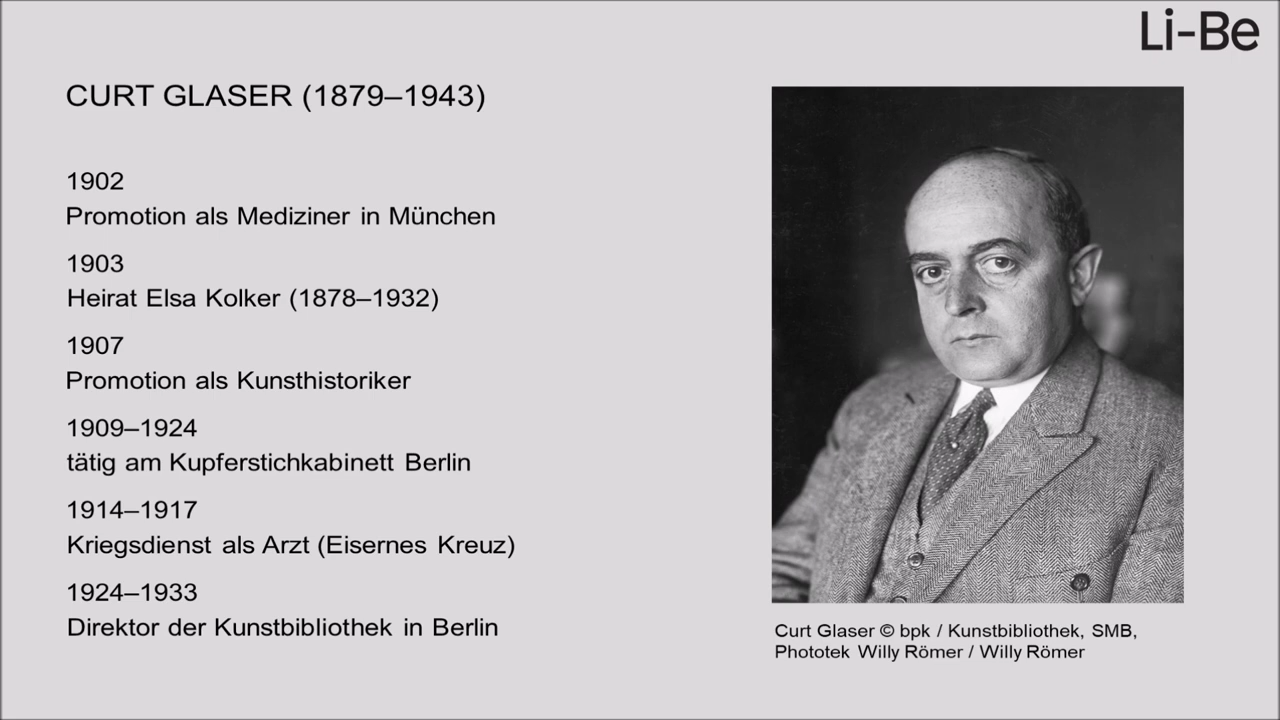 Li-Be
CURT GLASER (1879–1943)
1902
Promotion als Mediziner in München
1903
Heirat Elsa Kolker (1878–1932)
1907
Promotion als Kunsthistoriker
1909–1924
tätig am Kupferstichkabinett Berlin
1914–1917
Kriegsdienst als Arzt (Eisernes Kreuz)
1924–1933
Direktor der Kunstbibliothek in Berlin
Curt Glaser © bpk / Kunstbibliothek, SMB,
Phototek Willy Römer / Willy Römer